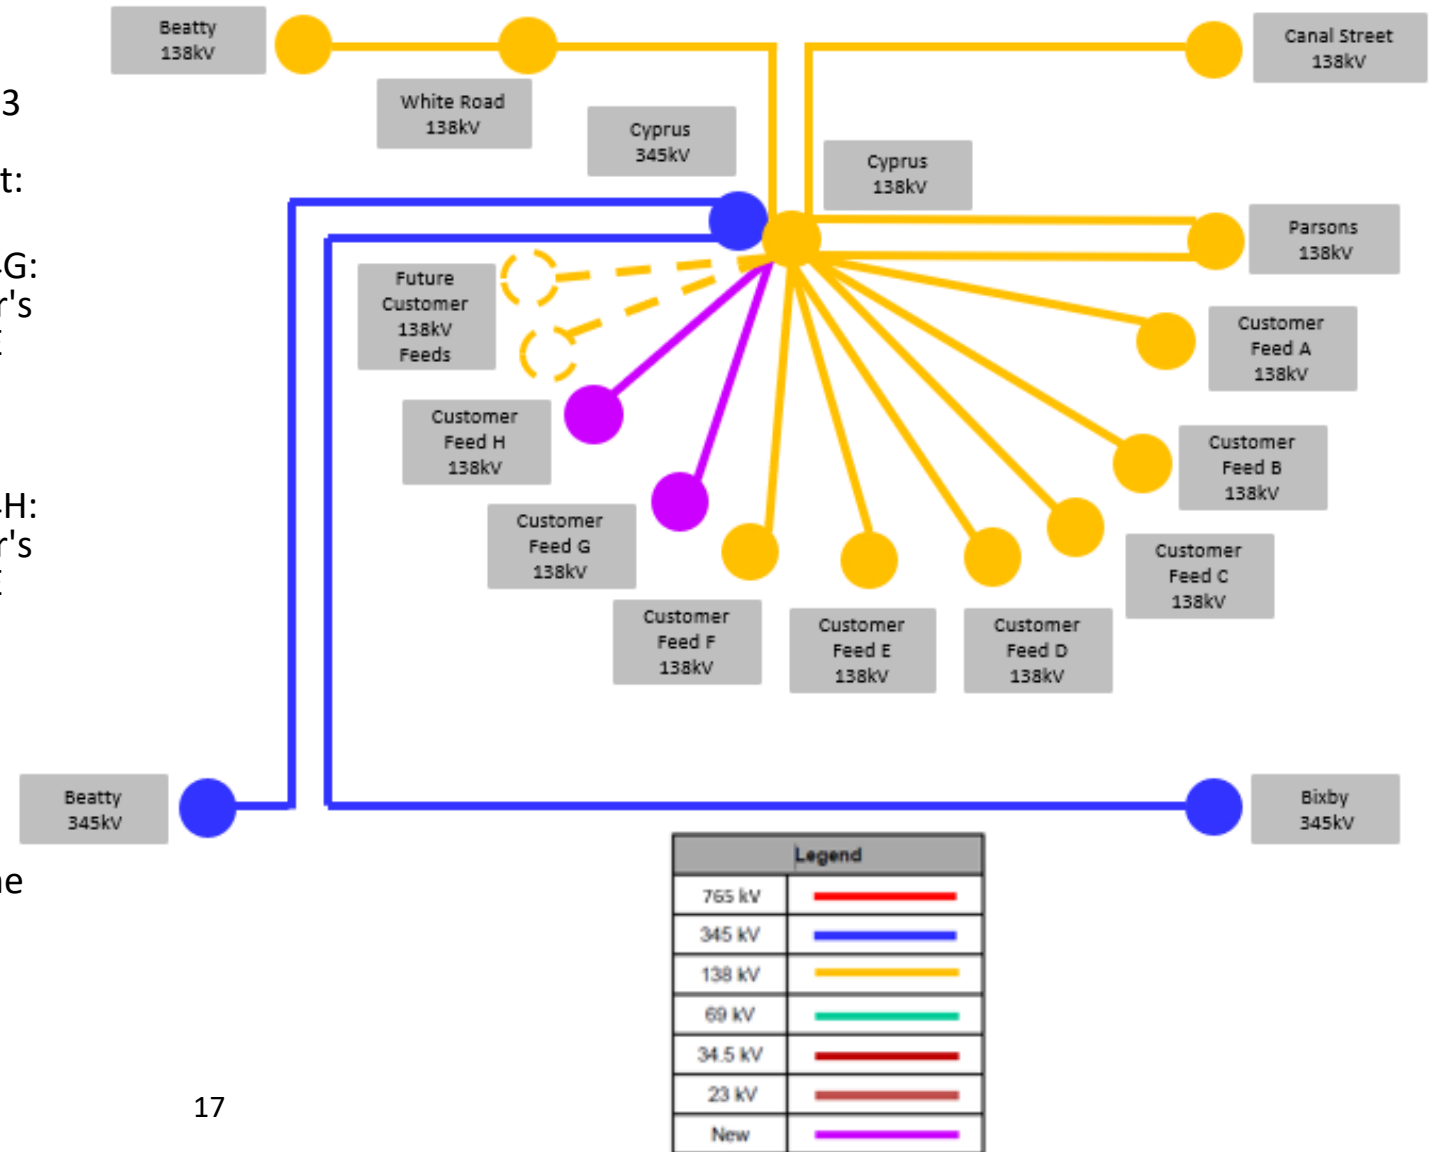 Beatty
138kV
Canal Street
138kV
3
White Road
138kV
Cyprus
345kV
Cyprus
138kV
t:
Parsons
138kV
G:
r's
Future
Customer
138kV
Feeds
Customer
Feed A
138kV
Customer
Feed H
138kV
Customer
Feed B
138kV
H:
r's
Customer
Feed G
138kV
Customer
Feed C
138kV
Customer
Feed F
138kV
Customer
Feed E
138kV
Customer
Feed D
138kV
Beatty
345kV
Bixby
345kV
Legend
765 kV
345 kV
138 kV
69 kV
34.5 kV
23 kV
New
17